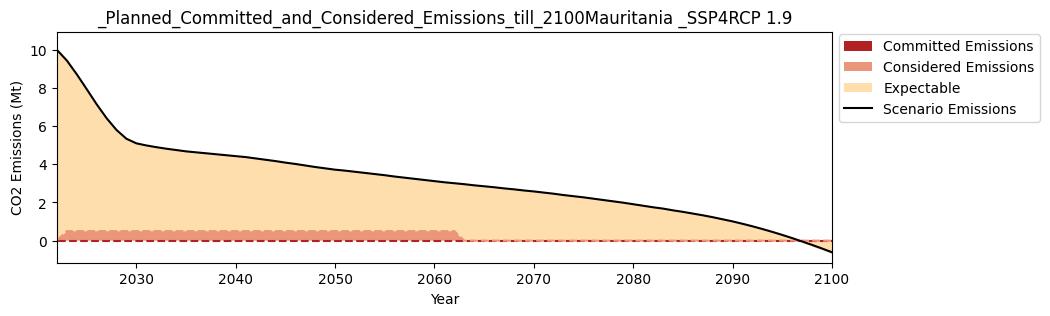 _Planned_Committed_and_Considered_Emissions_till_2100Mauritania _SSP4RCP 1.9
Committed Emissions
Considered Emissions
Expectable
Scenario Emissions
CO2 Emissions (Mt)
10
8
6
4
2
0
2030 2040 2050 2060 2070 2080 2090 2100
Year